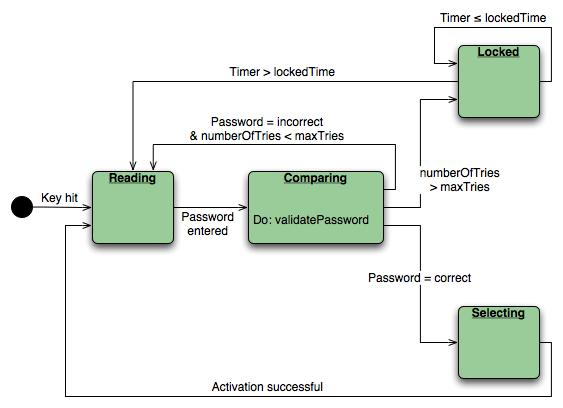 Timer ≤ lockedTime
Locked
Timer > lockedTime
Password = incorrect
& numberOfTries < maxTries
Reading
Comparing
numberOfTries
> maxTries
Key hit
Password
entered
Do: validatePassword
Password = correct
Selecting
Activation successful